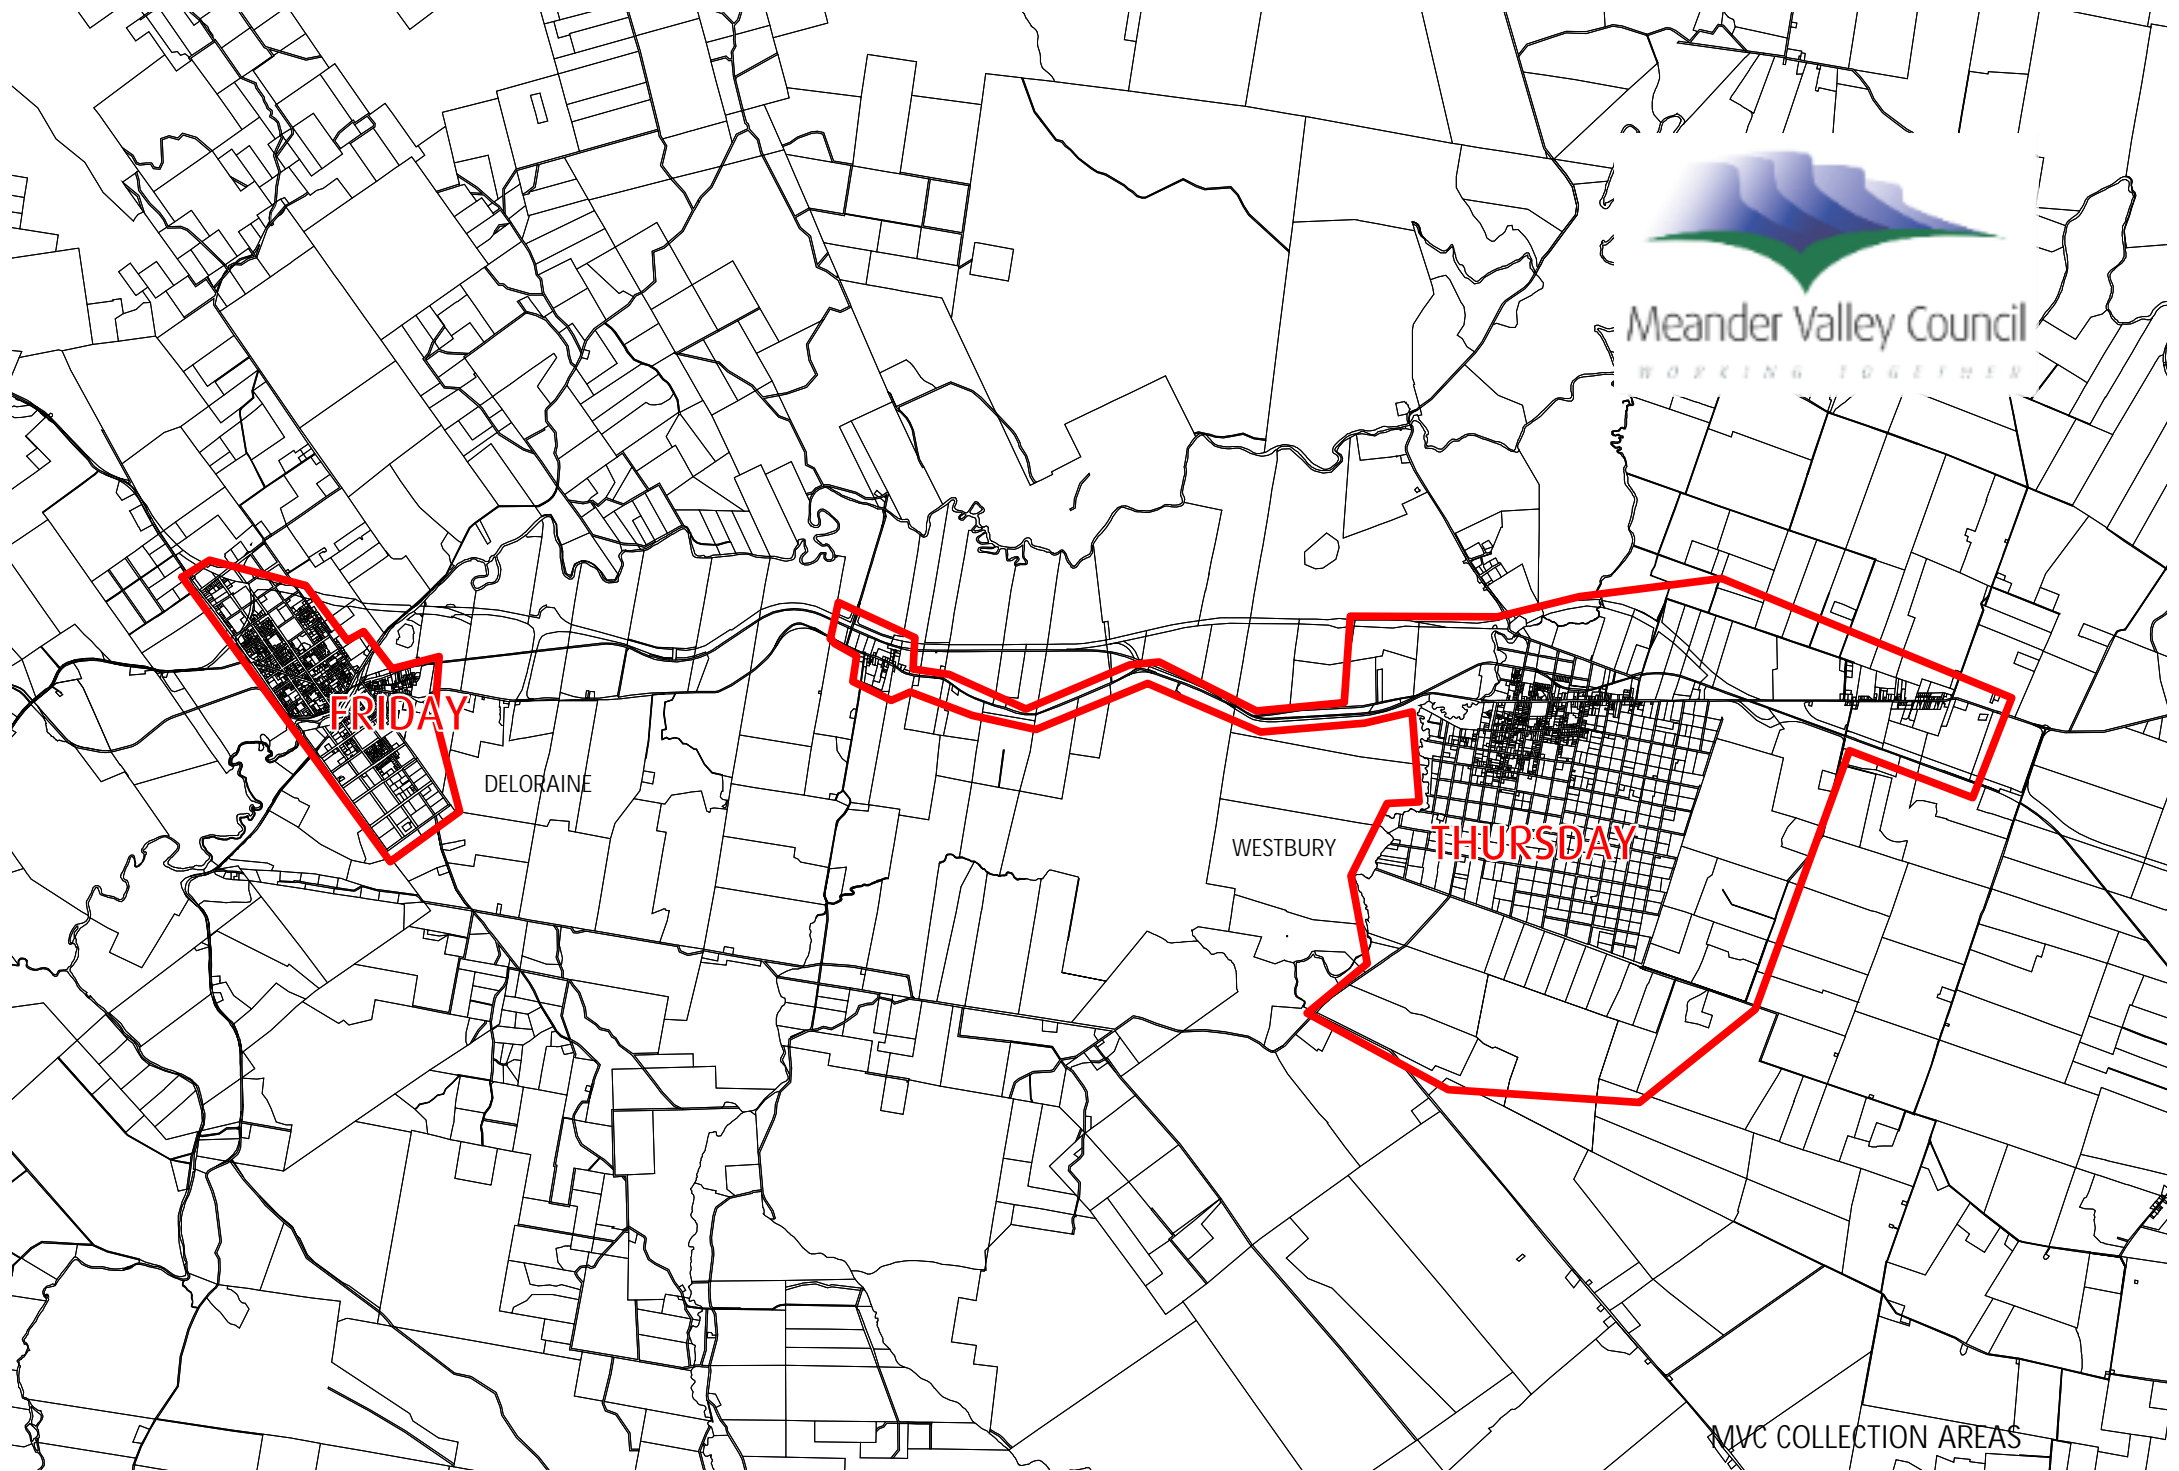 Meander Valley Council
WORKING TOGETHER
FRIDAY
DELORAINE
WESTBURY
THURSDAY
MVC COLLECTION AREAS